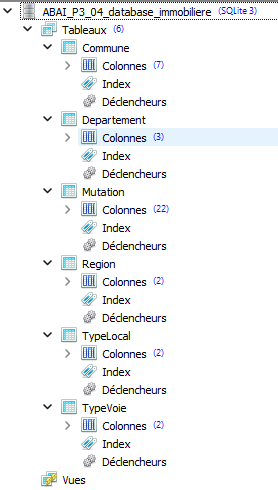 ABAI_P3_04_database_immobiliere (SQLite 3)
Tableaux (6)
Commune
Colonnes (7)
Index
Déclencheurs
Departement
Colonnes (3)
Index
Déclencheurs
Mutation
Colonnes (22)
Index
Déclencheurs
Region
Colonnes (2)
Index
Déclencheurs
TypeLocal
Colonnes (2)
Index
Déclencheurs
TypeVoie
Colonnes (2)
Index
Déclencheurs
Vues